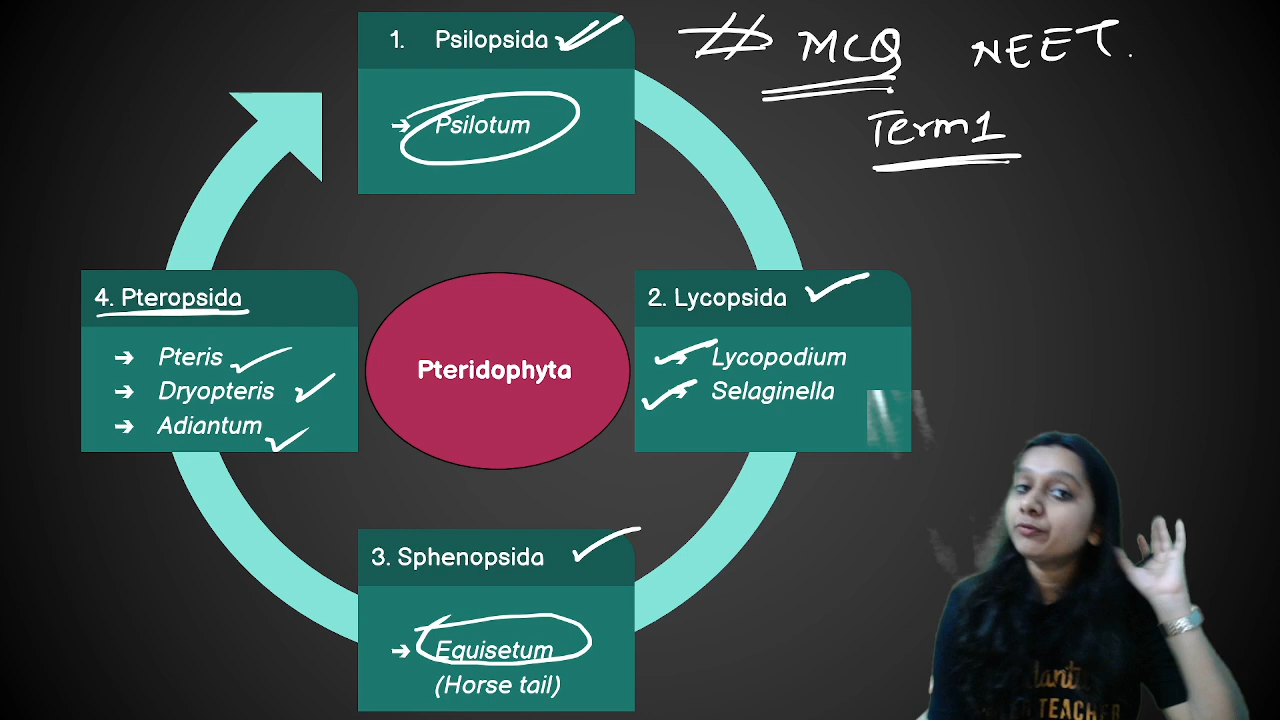 1. Psilopsida
➔ Psilotum
# MCQ NEET.
Term1
2. Lycopsida
➔ Lycopodium
➔ Selaginella
Pteridophyta
4. Pteropsida
➔ Pteris
➔ Dryopteris
➔ Adiantum
3. Sphenopsida
➔ Equisetum
(Horse tail)
TEACHER